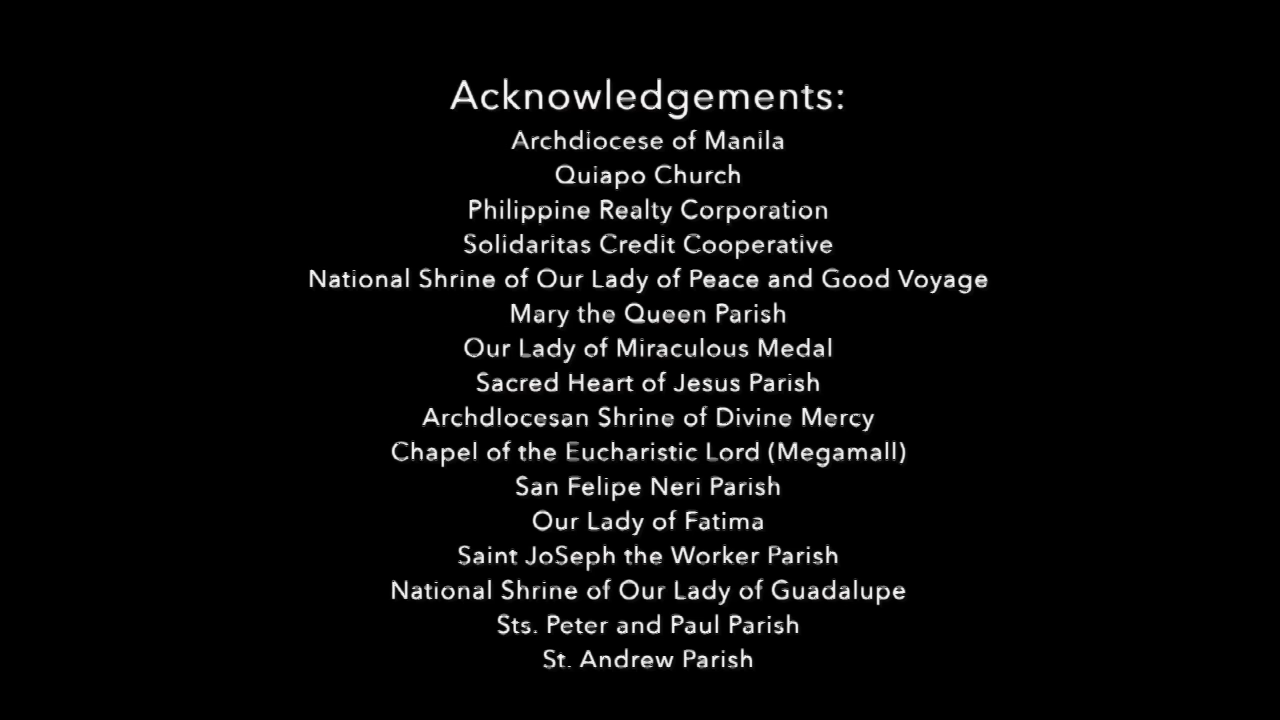 Acknowledgements:
Archdiocese of Manila
Quiapo Church
Philippine Realty Corporation
Solidaritas Credit Cooperative
National Shrine of Our Lady of Peace and Good Voyage
Mary the Queen Parish
Our Lady of Miraculous Medal
Sacred Heart of Jesus Parish
ArchdIocesan Shrine of Divine Mercy
Chapel of the Eucharistic Lord (Megamall)
San Felipe Neri Parish
Our Lady of Fatima
Saint JoSeph the Worker Parish
National Shrine of Our Lady of Guadalupe
Sts. Peter and Paul Parish
St. Andrew Parish